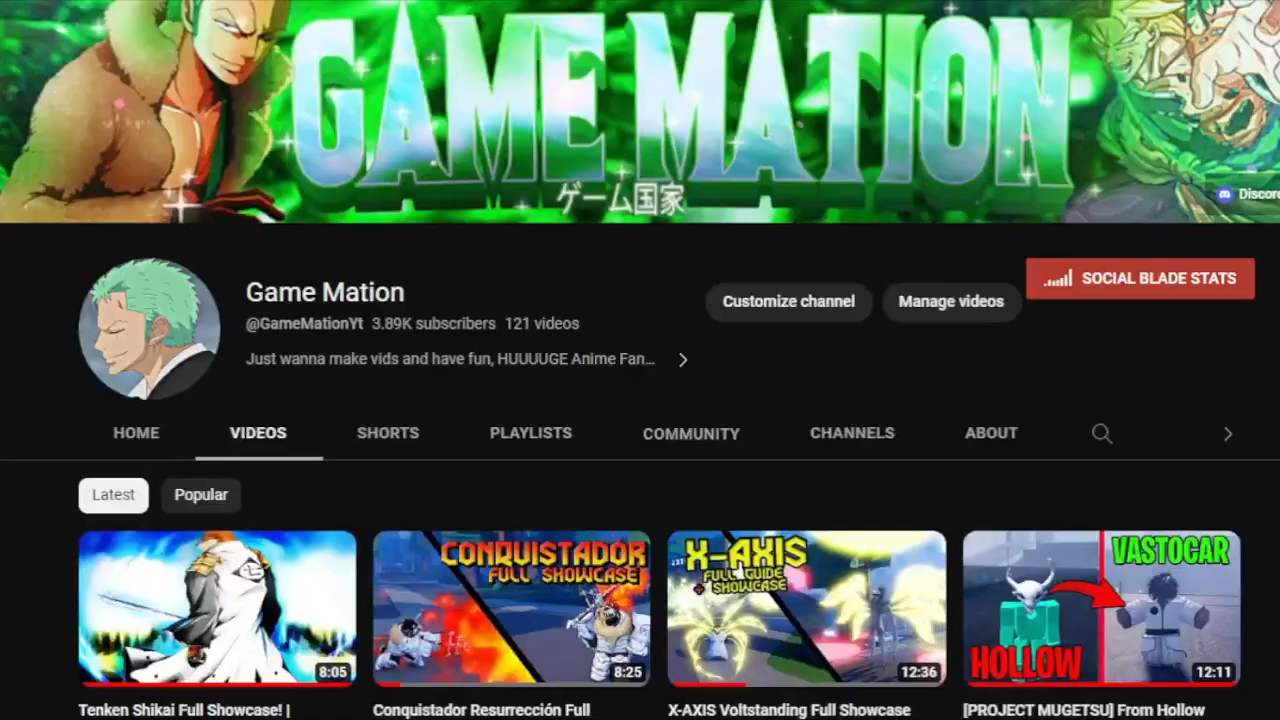 GAME MATION
ゲーム国家
Discor
Game Mation
@GameMationYt 3.89K subscribers 121 videos
Just wanna make vids and have fun, HUUUUGE Anime Fan...
Customize channel
Manage videos
SOCIAL BLADE STATS
HOME
VIDEOS
SHORTS
PLAYLISTS
COMMUNITY
CHANNELS
ABOUT
Latest
Popular
8:05
Tenken Shikai Full Showcase! |
CONQUISTADOR
FULL SHOWCASE
8:25
Conquistador Resurrección Full
X-AXIS
FULL GUIDE
SHOWCASE
12:36
X-AXIS Voltstanding Full Showcase
VASTOCAR
HOLLOW
12:11
[PROJECT MUGETSU] From Hollow